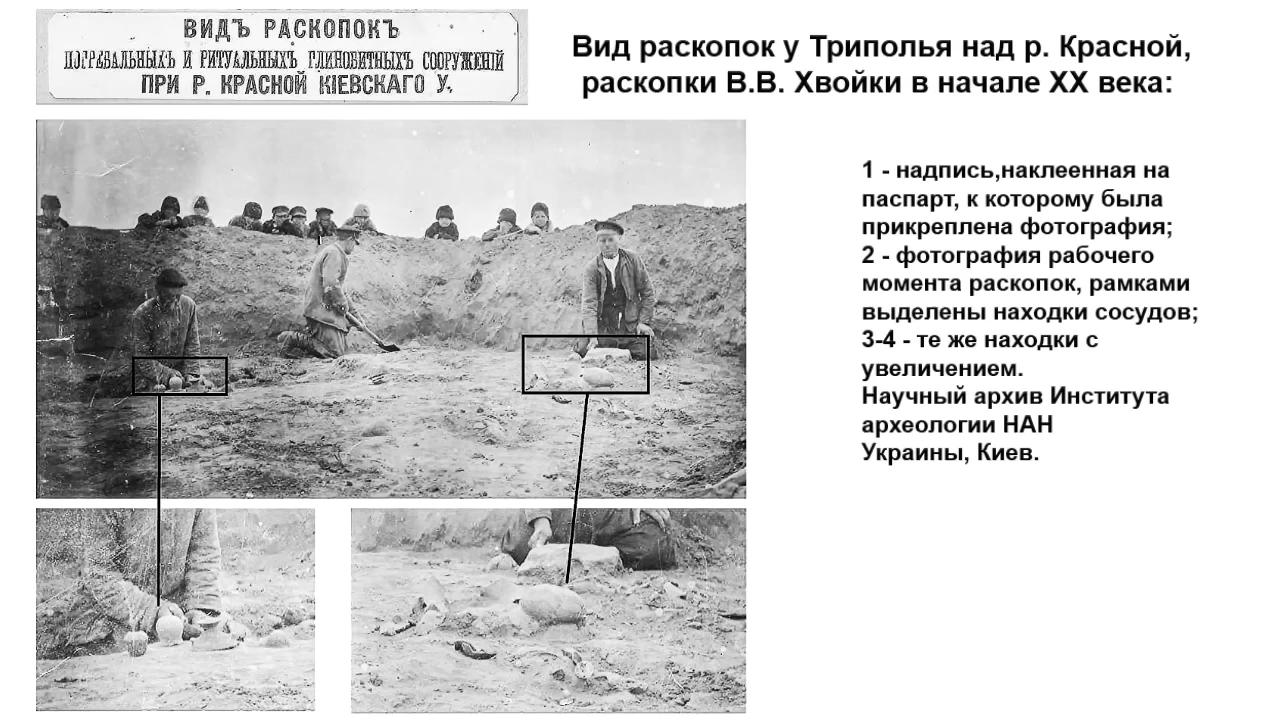 ВИДЪ РАСКОПОКЪ
ПОГРЕБАЛЬНЫХЪ И РИТУАЛЬНЫХЪ ГЛИНОБИТНЫХЪ СООРУЖЕНІЙ
ПРИ Р. КРАСНОЙ КІЕВСКАГО У.
Вид раскопок у Триполья над р. Красной,
раскопки В.В. Хвойки в начале XX века:
1 - надпись,наклеенная на
паспарт, к которому была
прикреплена фотография;
2 - фотография рабочего
момента раскопок, рамками
выделены находки сосудов;
3-4 - те же находки с
увеличением.
Научный архив Института
археологии НАН
Украины, Киев.